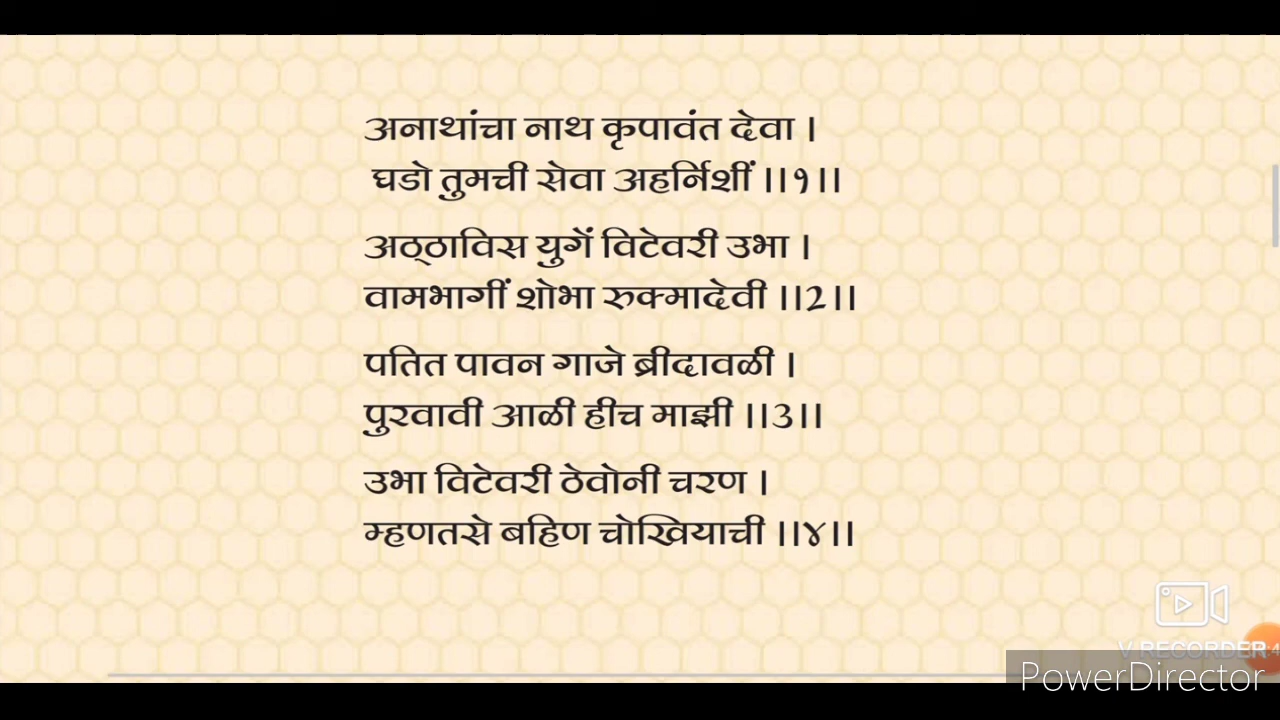 अनाथांचा नाथ कृपावंत देवा ।
घडो तुमची सेवा अहर्निशीं ।।१।।
अठ्ठाविस युगें विटेवरी उभा ।
वामभागीं शोभा रुक्मादेवी ।।2।।
पतित पावन गाजे ब्रीदावळी ।
पुरवावी आळी हीच माझी ।।3।।
उभा विटेवरी ठेवोनी चरण ।
म्हणतसे बहिण चोखियाची ।।४।।
V RECORDER
PowerDirector